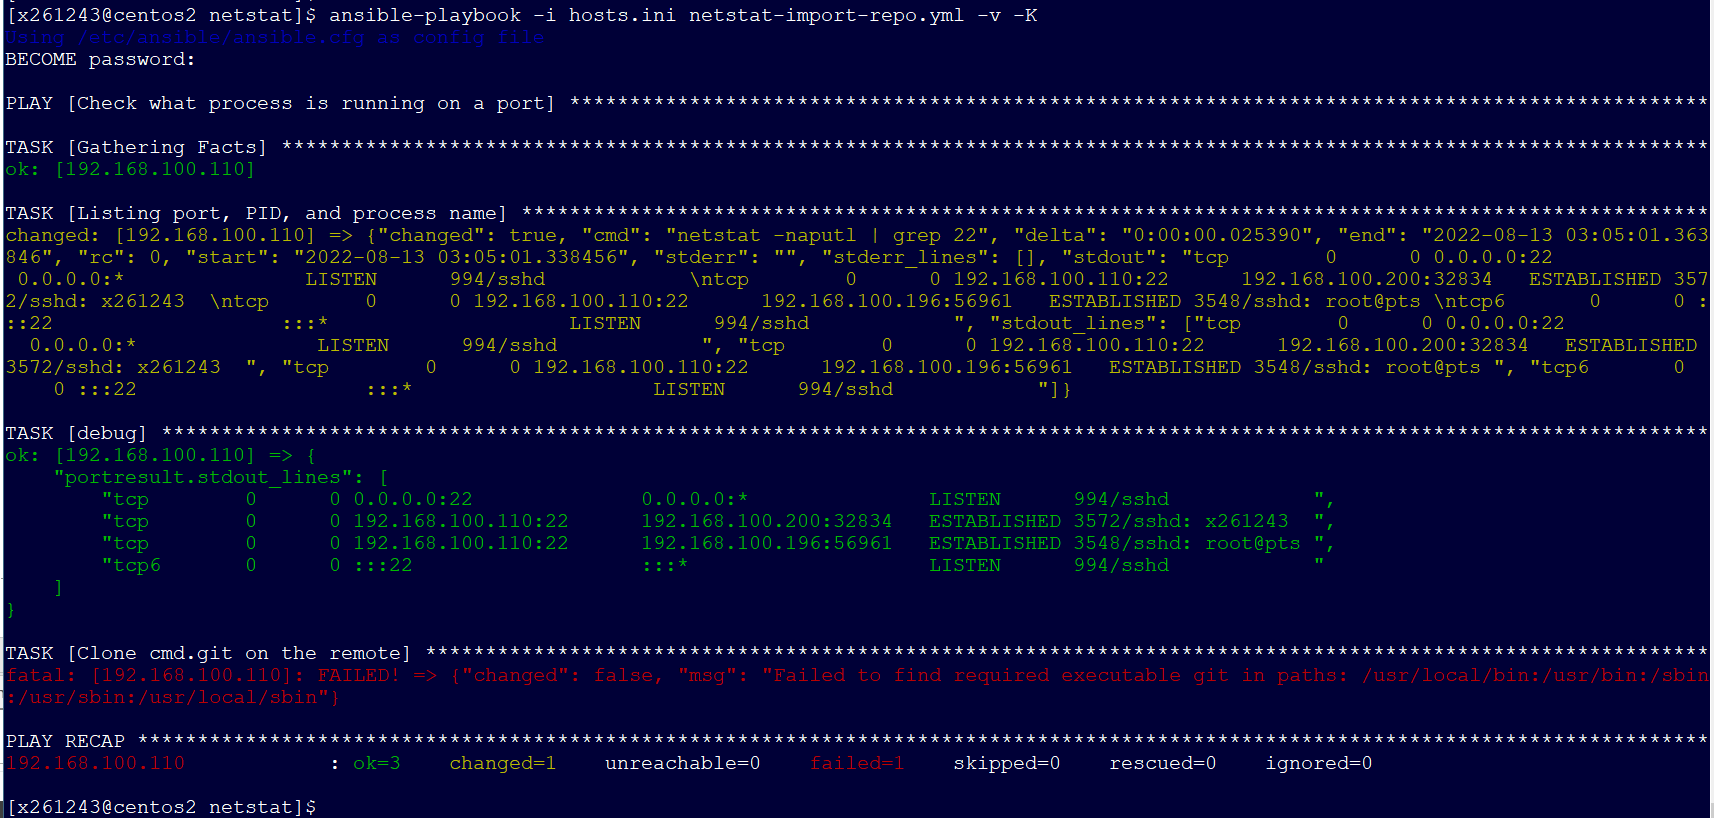 [x261243@centos2 netstat]$ ansible-playbook -i hosts.ini netstat-import-repo.yml -v -K
Using /etc/ansible/ansible.cfg as config file
BECOME password:
PLAY [Check what process is running on a port] ***********************************************************************************************
TASK [Gathering Facts] ***********************************************************************************************************************
ok: [192.168.100.110]
TASK [Listing port, PID, and process name] ***************************************************************************************************
changed: [192.168.100.110] => {"changed": true, "cmd": "netstat -naputl | grep 22", "delta": "0:00:00.025390", "end": "2022-08-13 03:05:01.363
846", "rc": 0, "start": "2022-08-13 03:05:01.338456", "stderr": "", "stderr_lines": [], "stdout": "tcp        0      0 0.0.0.0:22
 0.0.0.0:*               LISTEN      994/sshd            \ntcp        0      0 192.168.100.110:22      192.168.100.200:32834   ESTABLISHED 357
2/sshd: x261243  \ntcp        0      0 192.168.100.110:22      192.168.100.196:56961   ESTABLISHED 3548/sshd: root@pts \ntcp6       0      0 :
::22                   :::*                    LISTEN      994/sshd            ", "stdout_lines": ["tcp        0      0 0.0.0.0:22
  0.0.0.0:*               LISTEN      994/sshd            ", "tcp        0      0 192.168.100.110:22      192.168.100.200:32834   ESTABLISHED
3572/sshd: x261243  ", "tcp        0      0 192.168.100.110:22      192.168.100.196:56961   ESTABLISHED 3548/sshd: root@pts ", "tcp6       0
    0 :::22                   :::*                    LISTEN      994/sshd            "]}
TASK [debug] *********************************************************************************************************************************
ok: [192.168.100.110] => {
    "portresult.stdout_lines": [
        "tcp        0      0 0.0.0.0:22              0.0.0.0:*               LISTEN      994/sshd            ",
        "tcp        0      0 192.168.100.110:22      192.168.100.200:32834   ESTABLISHED 3572/sshd: x261243  ",
        "tcp        0      0 192.168.100.110:22      192.168.100.196:56961   ESTABLISHED 3548/sshd: root@pts ",
        "tcp6       0      0 :::22                   :::*                    LISTEN      994/sshd            "
    ]
}
TASK [Clone cmd.git on the remote] ***********************************************************************************************************
fatal: [192.168.100.110]: FAILED! => {"changed": false, "msg": "Failed to find required executable git in paths: /usr/local/bin:/usr/bin:/sbin
:/usr/sbin:/usr/local/sbin"}
PLAY RECAP ***********************************************************************************************************************************
192.168.100.110            : ok=3    changed=1    unreachable=0    failed=1    skipped=0    rescued=0    ignored=0
[x261243@centos2 netstat]$